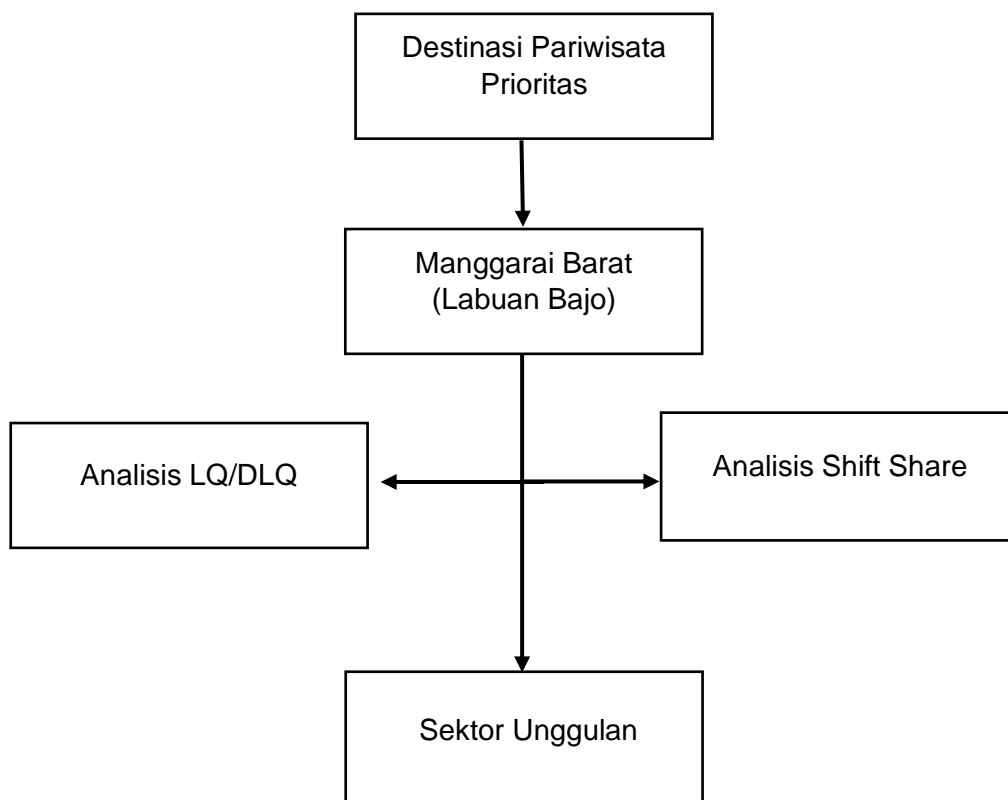 Destinasi Pariwisata
Prioritas
Manggarai Barat
(Labuan Bajo)
Analisis LQ/DLQ
Analisis Shift Share
Sektor Unggulan